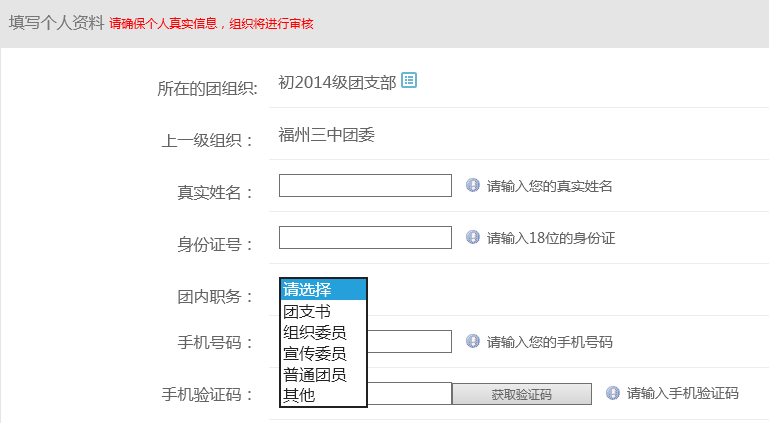 填写个人资料 请确保个人真实信息，组织将进行审核
所在的团组织: 初2014级团支部
上一级组织： 福州三中团委
真实姓名： 请输入您的真实姓名
身份证号： 请输入18位的身份证
团内职务： 请选择
团支书
组织委员
宣传委员
普通团员
其他
手机号码： 请输入您的手机号码
手机验证码： 获取验证码 请输入手机验证码